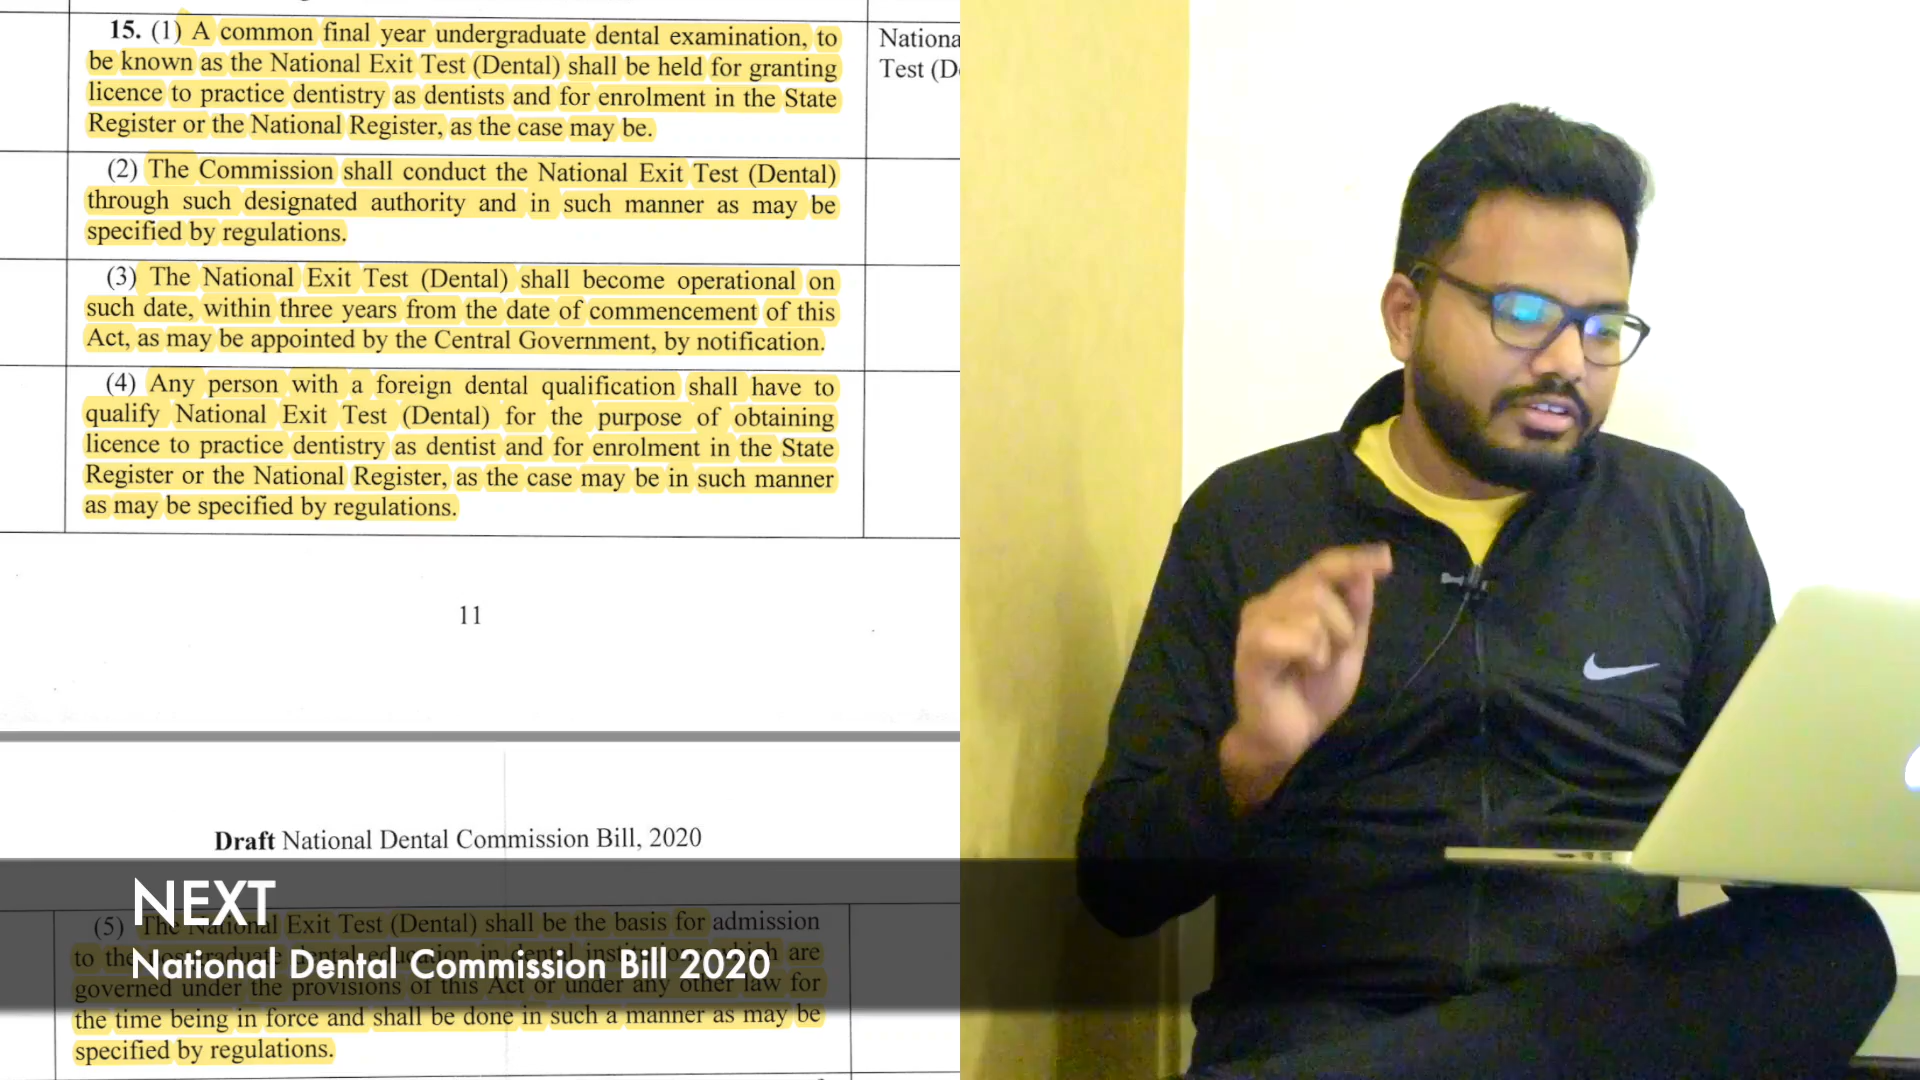 15. (1) A common final year undergraduate dental examination, to
be known as the National Exit Test (Dental) shall be held for granting
licence to practice dentistry as dentists and for enrolment in the State
Register or the National Register, as the case may be.
Nationa
Test (D
(2) The Commission shall conduct the National Exit Test (Dental)
through such designated authority and in such manner as may be
specified by regulations.
(3) The National Exit Test (Dental) shall become operational on
such date, within three years from the date of commencement of this
Act, as may be appointed by the Central Government, by notification.
(4) Any person with a foreign dental qualification shall have to
qualify National Exit Test (Dental) for the purpose of obtaining
licence to practice dentistry as dentist and for enrolment in the State
Register or the National Register, as the case may be in such manner
as may be specified by regulations.
11
Draft National Dental Commission Bill, 2020
(5) The National Exit Test (Dental) shall be the basis for admission
to the postgraduate dental education in dental institutions which are
governed under the provisions of this Act or under any other law for
the time being in force and shall be done in such a manner as may be
specified by regulations.
NEXT
National Dental Commission Bill 2020